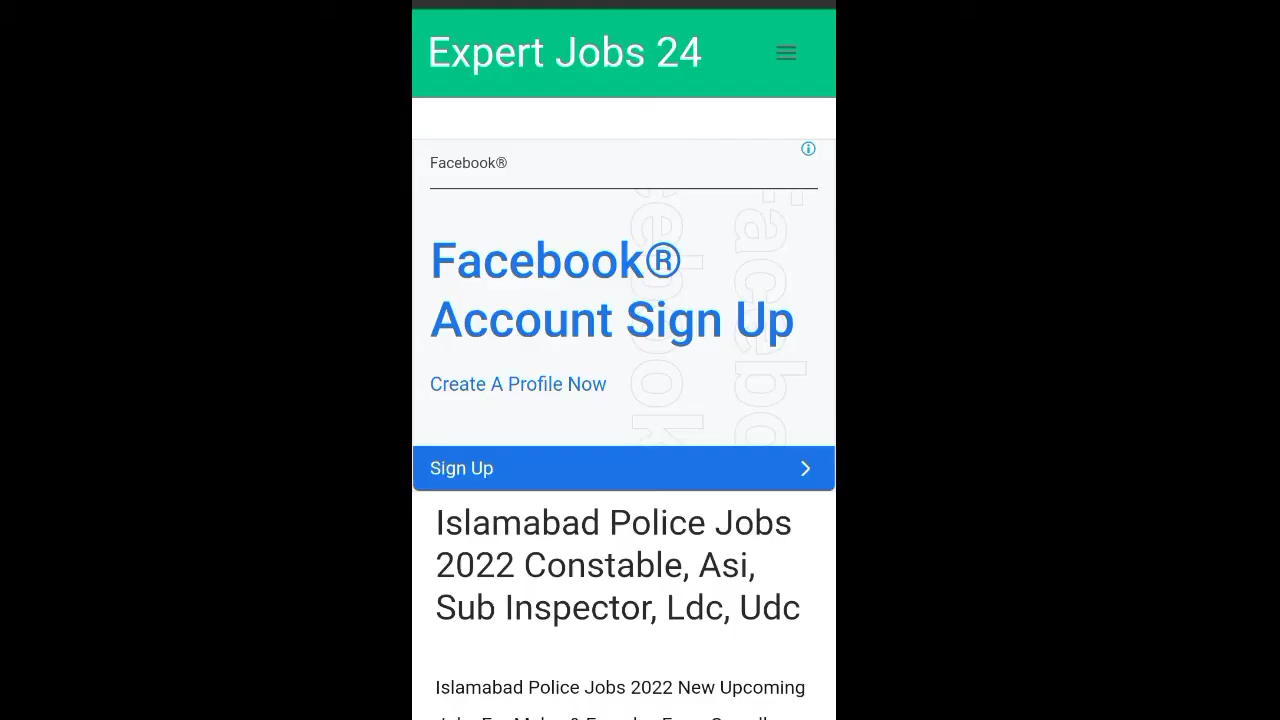 Expert Jobs 24
Facebook®
Facebook®
Account Sign Up
Create A Profile Now
Sign Up
Islamabad Police Jobs
2022 Constable, Asi,
Sub Inspector, Ldc, Udc
Islamabad Police Jobs 2022 New Upcoming